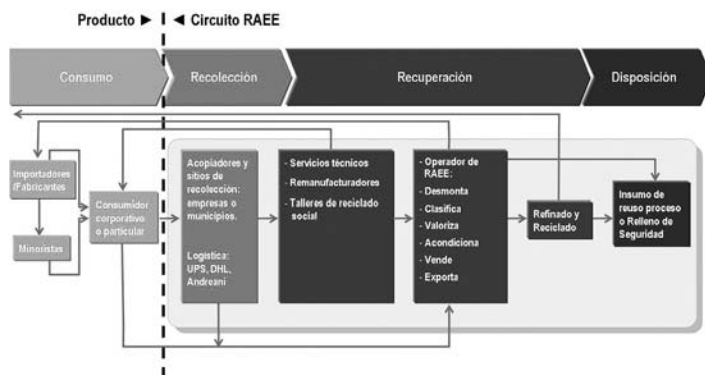 Producto ► ◄ Circuito RAEE
Consumo
Recolección
Recuperación
Disposición
Importadores
/Fabricantes
Minoristas
Consumidor
corporativo
o particular
Acopiadores y
sitios de
recolección:
empresas o
municipios.
Logística:
UPS, DHL,
Andreani
- Servicios técnicos
- Remanufacturadores
- Talleres de reciclado
social
- Operador de
RAEE:
- Desmonta
- Clasifica
- Valoriza
- Acondiciona
- Vende
- Exporta
Refinado y
Reciclado
Insumo de
reuso proceso
o Relleno de
Seguridad